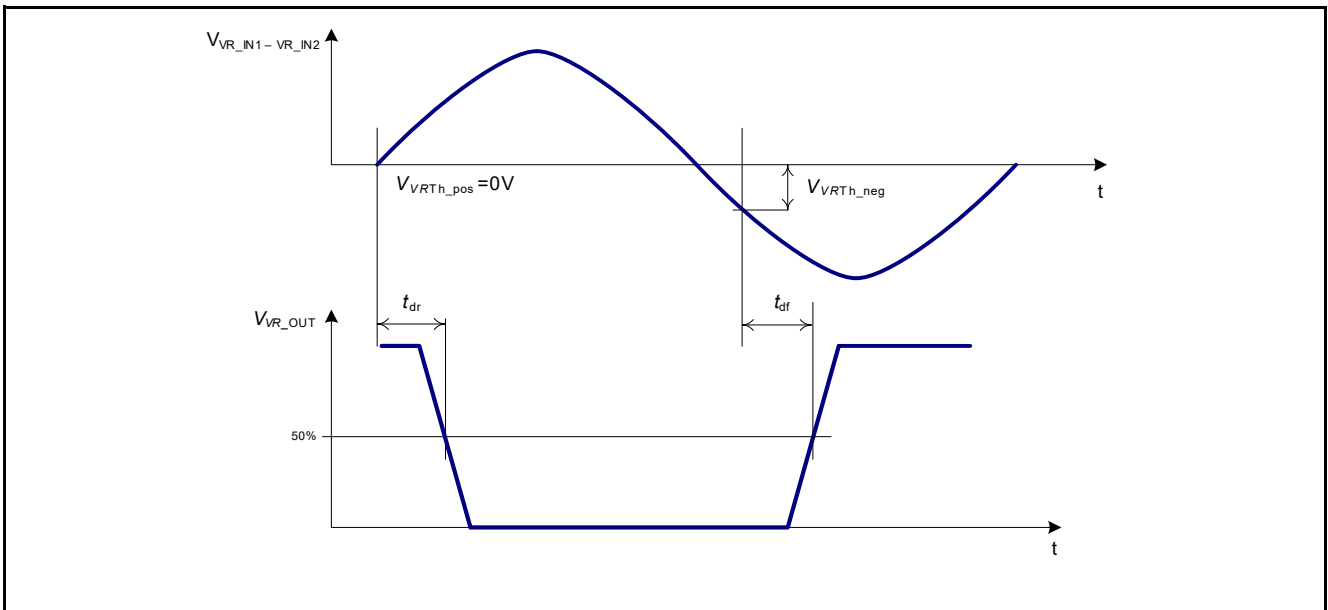 VVR_IN1 – VR_IN2
VVRTh_pos =0V
VVRTh_neg
t
tdr
tdf
VVR_OUT
50%
t